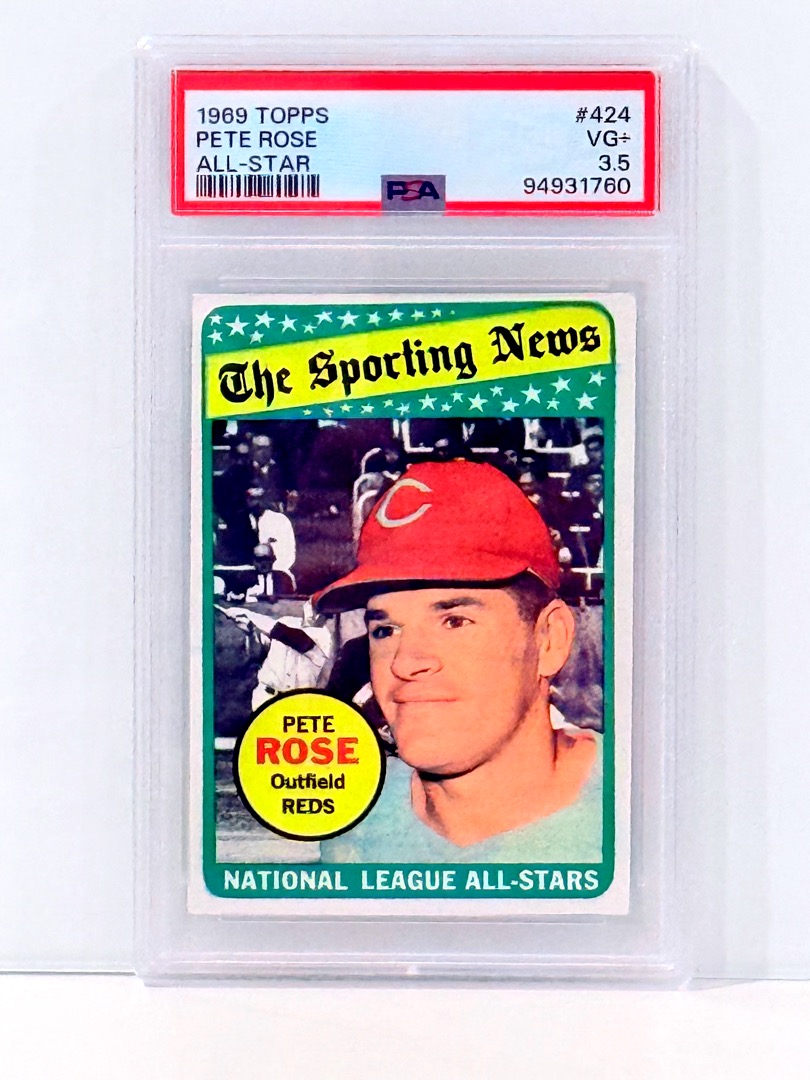 1969 TOPPS #424
PETE ROSE VG+
ALL-STAR 3.5
PSA 94931760
The Sporting News
C
PETE
ROSE
Outfield
REDS
NATIONAL LEAGUE ALL-STARS